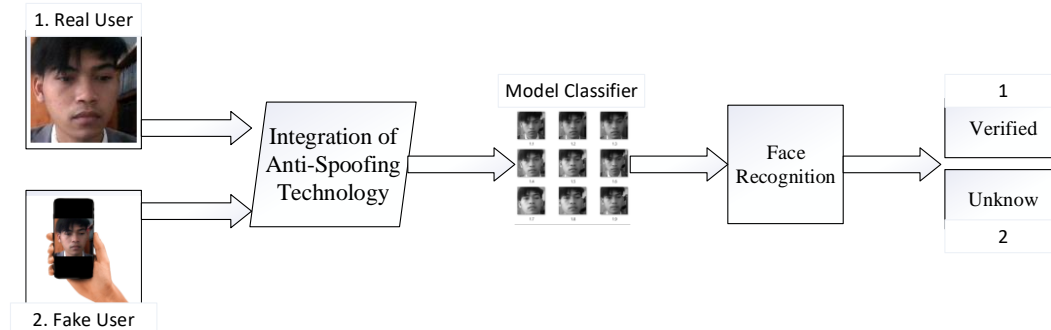 1. Real User
2. Fake User
Integration of
Anti-Spoofing
Technology
Model Classifier
Face
Recognition
1
Verified
Unknow
2